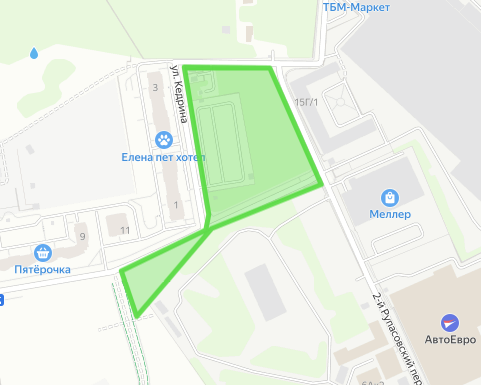 ТБМ-Маркет
ул. Кедрина
3
15Г/1
Елена пет хотел
1
Меллер
11
9
Пятёрочка
2-й Рупасовский пер
АвтоЕвро